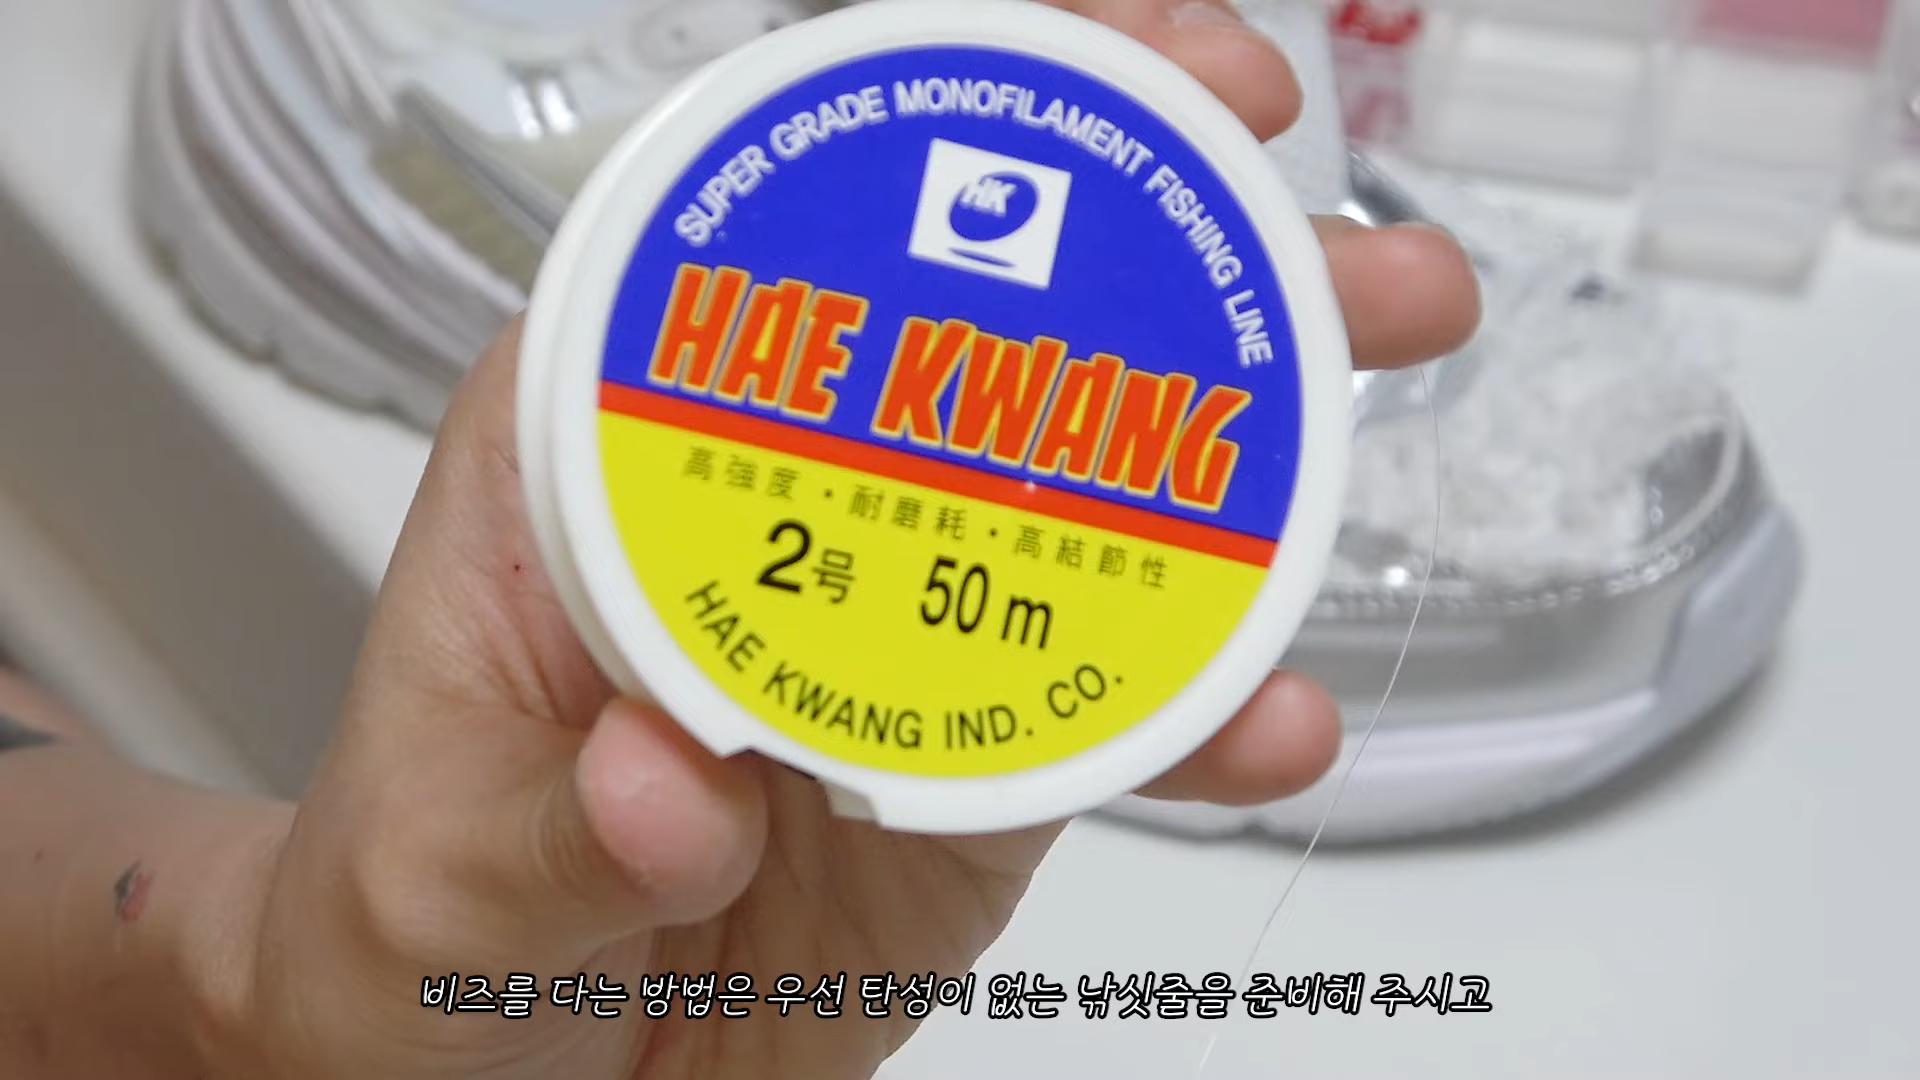 SUPER GRADE MONOFILAMENT FISHING LINE
HK
HAE KWANG
高強度・耐磨耗・高結節性
2号 50m
HAE KWANG IND. CO.
비즈를 다는 방법은 우선 탄성이 없는 낚싯줄을 준비해 주시고